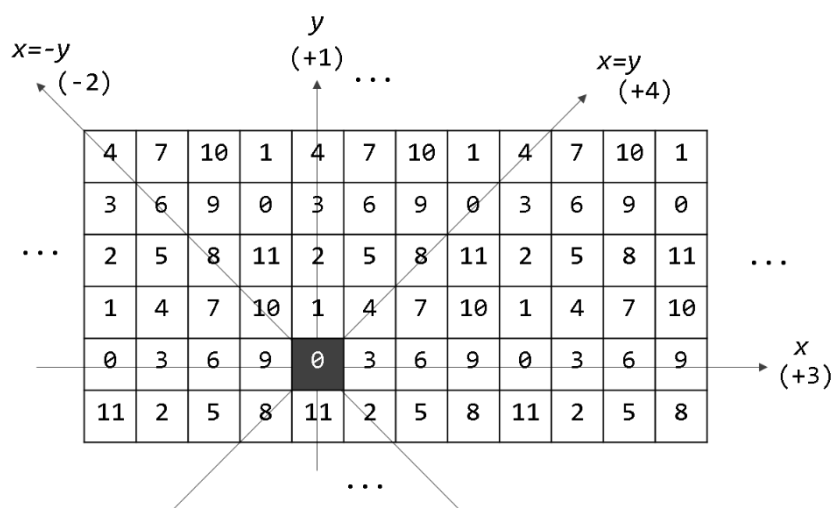 y
x=-y
(+1)
...
x=y
(-2)
(+4)
4 7 10 1 4 7 10 1 4 7 10 1
3 6 9 0 3 6 9 0 3 6 9 0
... 2 5 8 11 2 5 8 11 2 5 8 11 ...
1 4 7 10 1 4 7 10 1 4 7 10
x
0 3 6 9 0 3 6 9 0 3 6 9
(+3)
11 2 5 8 11 2 5 8 11 2 5 8
...